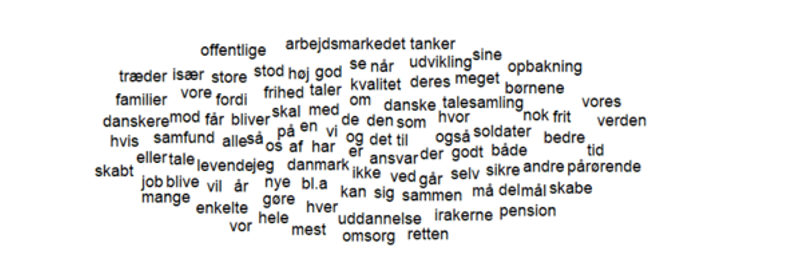 offentlige arbejdsmarkedet tanker
træder især store stod høj god se når udvikling sine opbakning
familier vore fordi frihed taler kvalitet deres meget børnene
danskere mod får bliver skal med om danske talesamling vores
de den som hvor nok frit verden
hvis samfund alle så på en vi og det til også soldater bedre
os af har er ansvar der godt både tid
skabt eller tale levende jeg danmark ikke ved går selv sikre andre pårørende
job blive vil år nye bl.a kan sig sammen må del mål skabe
mange enkelte gøre hver uddannelse irakerne pension
vor hele mest omsorg retten